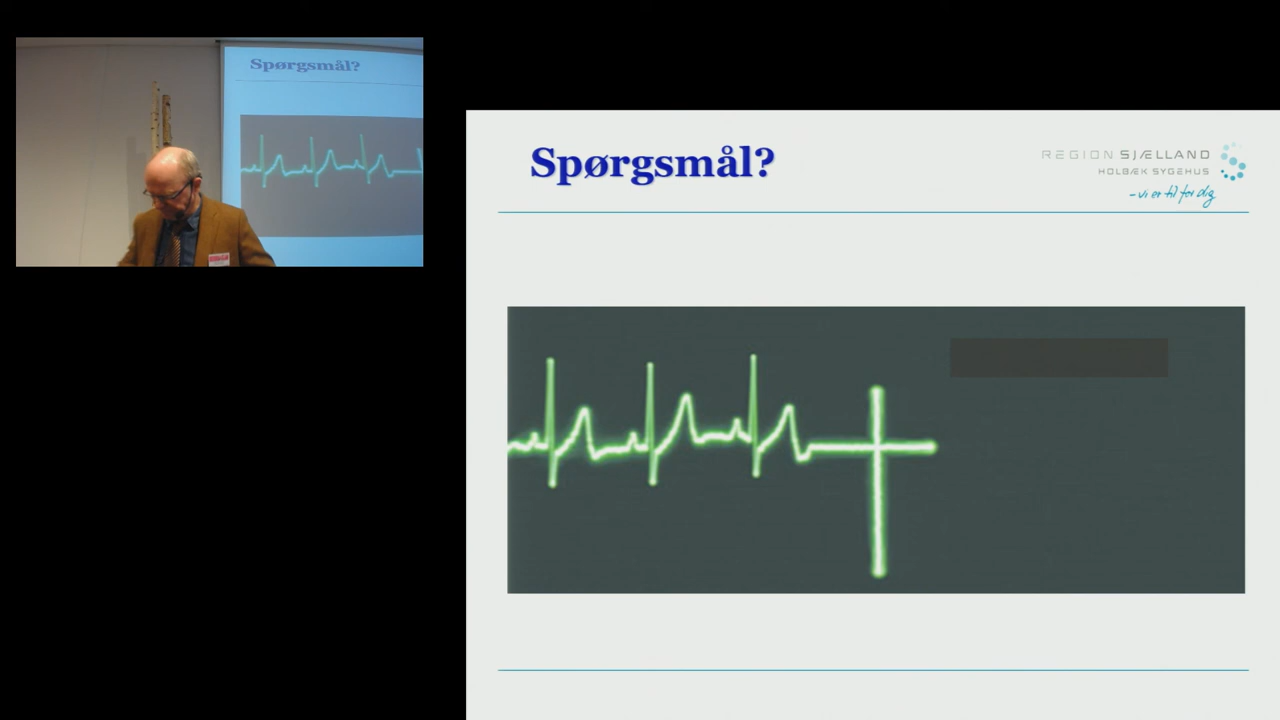 Spørgsmål?
Spørgsmål?
REGION SJÆLLAND
HOLBÆK SYGEHUS
- vi er til for dig